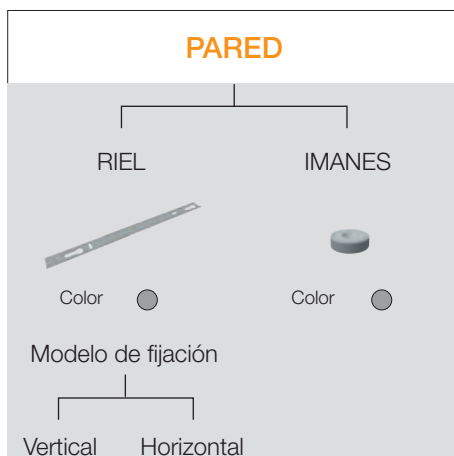 PARED
RIEL IMANES
Color Color
Modelo de fijación
Vertical Horizontal